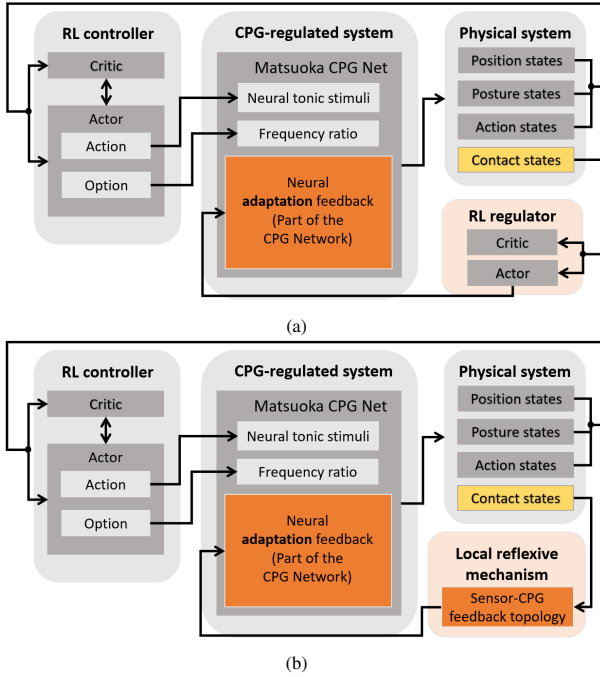 RL controller
Critic
Actor
Action
Option
CPG-regulated system
Matsuoka CPG Net
Neural tonic stimuli
Frequency ratio
Neural
adaptation feedback
(Part of the
CPG Network)
Physical system
Position states
Posture states
Action states
Contact states
RL regulator
Critic
Actor
(a)
RL controller
Critic
Actor
Action
Option
CPG-regulated system
Matsuoka CPG Net
Neural tonic stimuli
Frequency ratio
Neural
adaptation feedback
(Part of the
CPG Network)
Physical system
Position states
Posture states
Action states
Contact states
Local reflexive
mechanism
Sensor-CPG
feedback topology
(b)